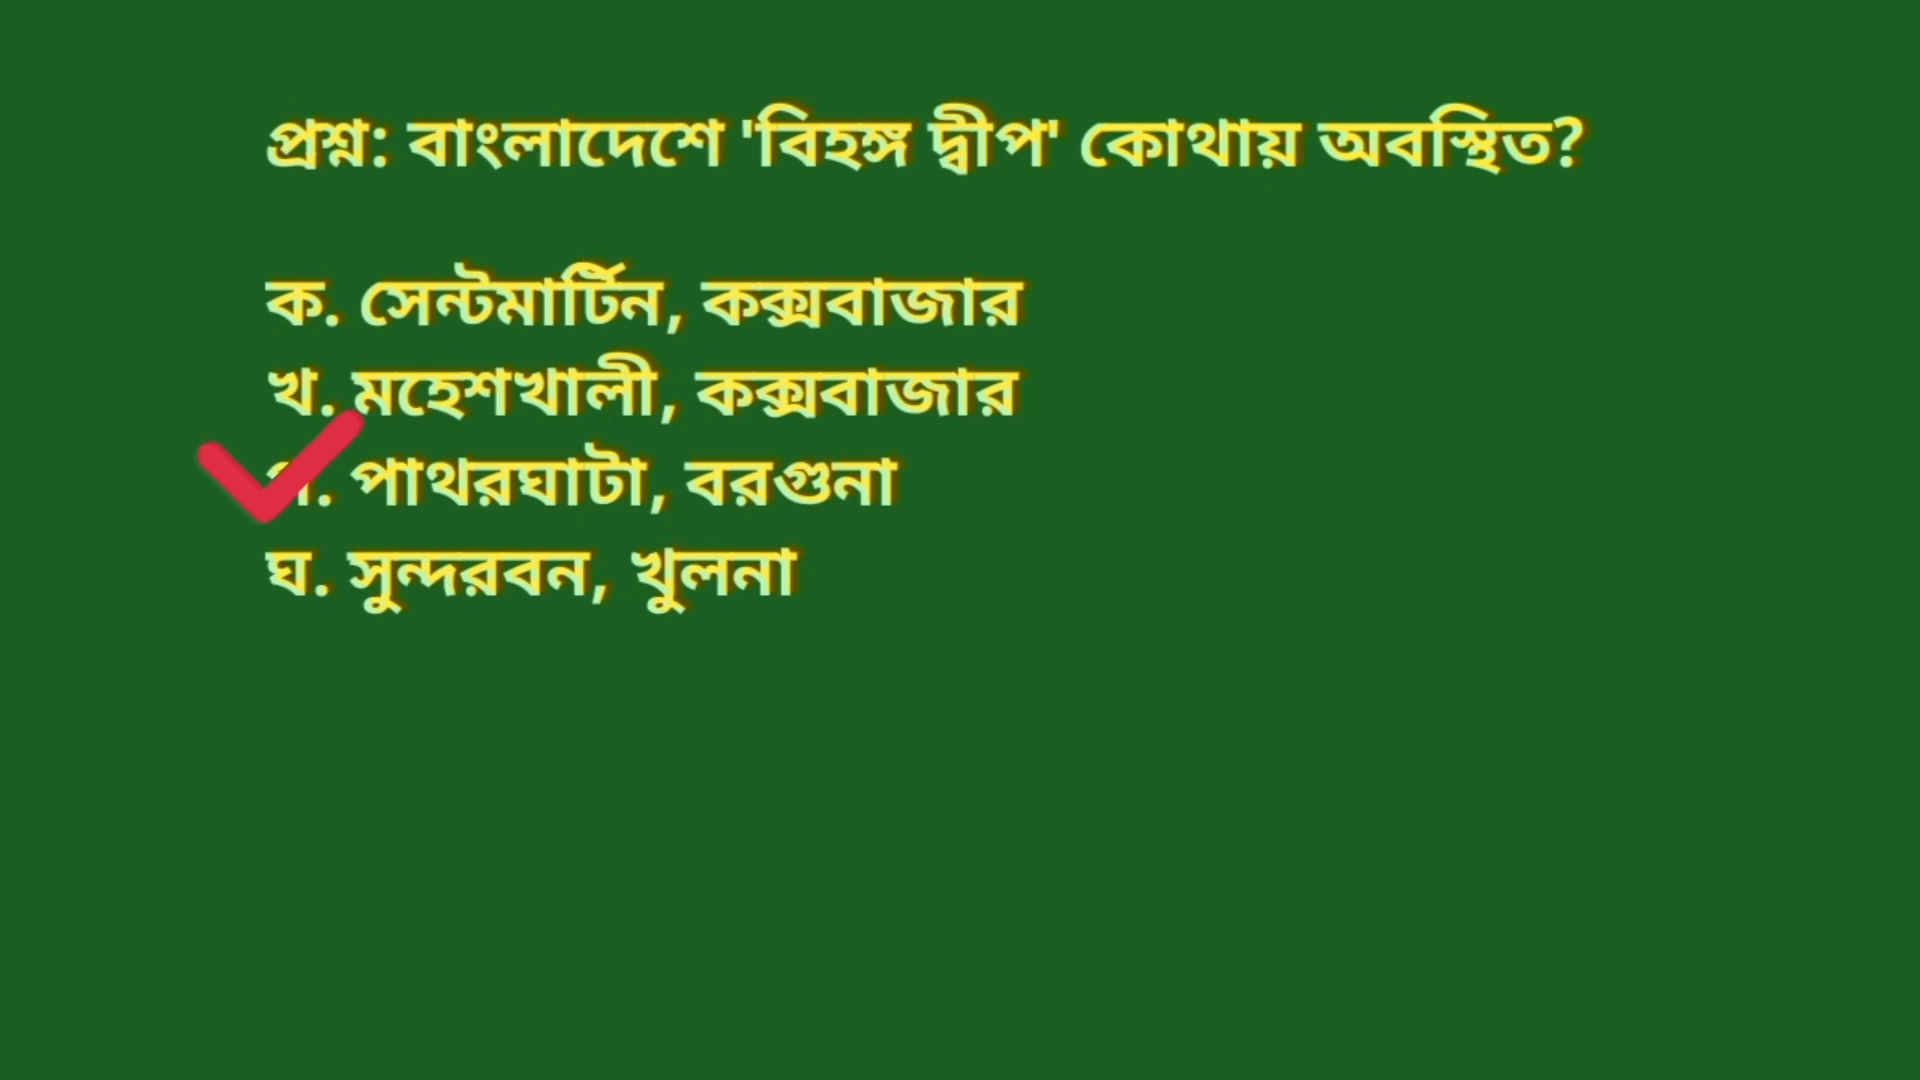 প্রশ্ন: বাংলাদেশে 'বিহঙ্গ দ্বীপ' কোথায় অবস্থিত?
ক. সেন্টমার্টিন, কক্সবাজার
খ. মহেশখালী, কক্সবাজার
গ. পাথরঘাটা, বরগুনা
ঘ. সুন্দরবন, খুলনা